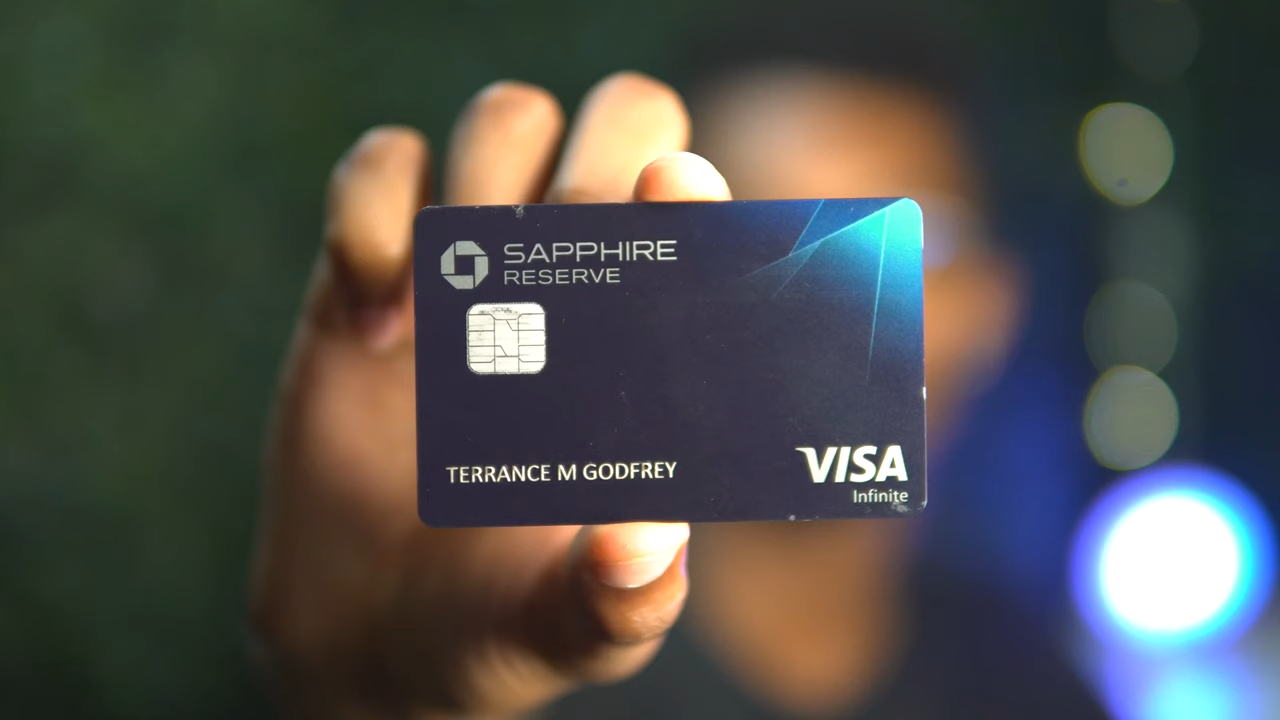 SAPPHIRE
RESERVE
TERRANCE M GODFREY
VISA
Infinite